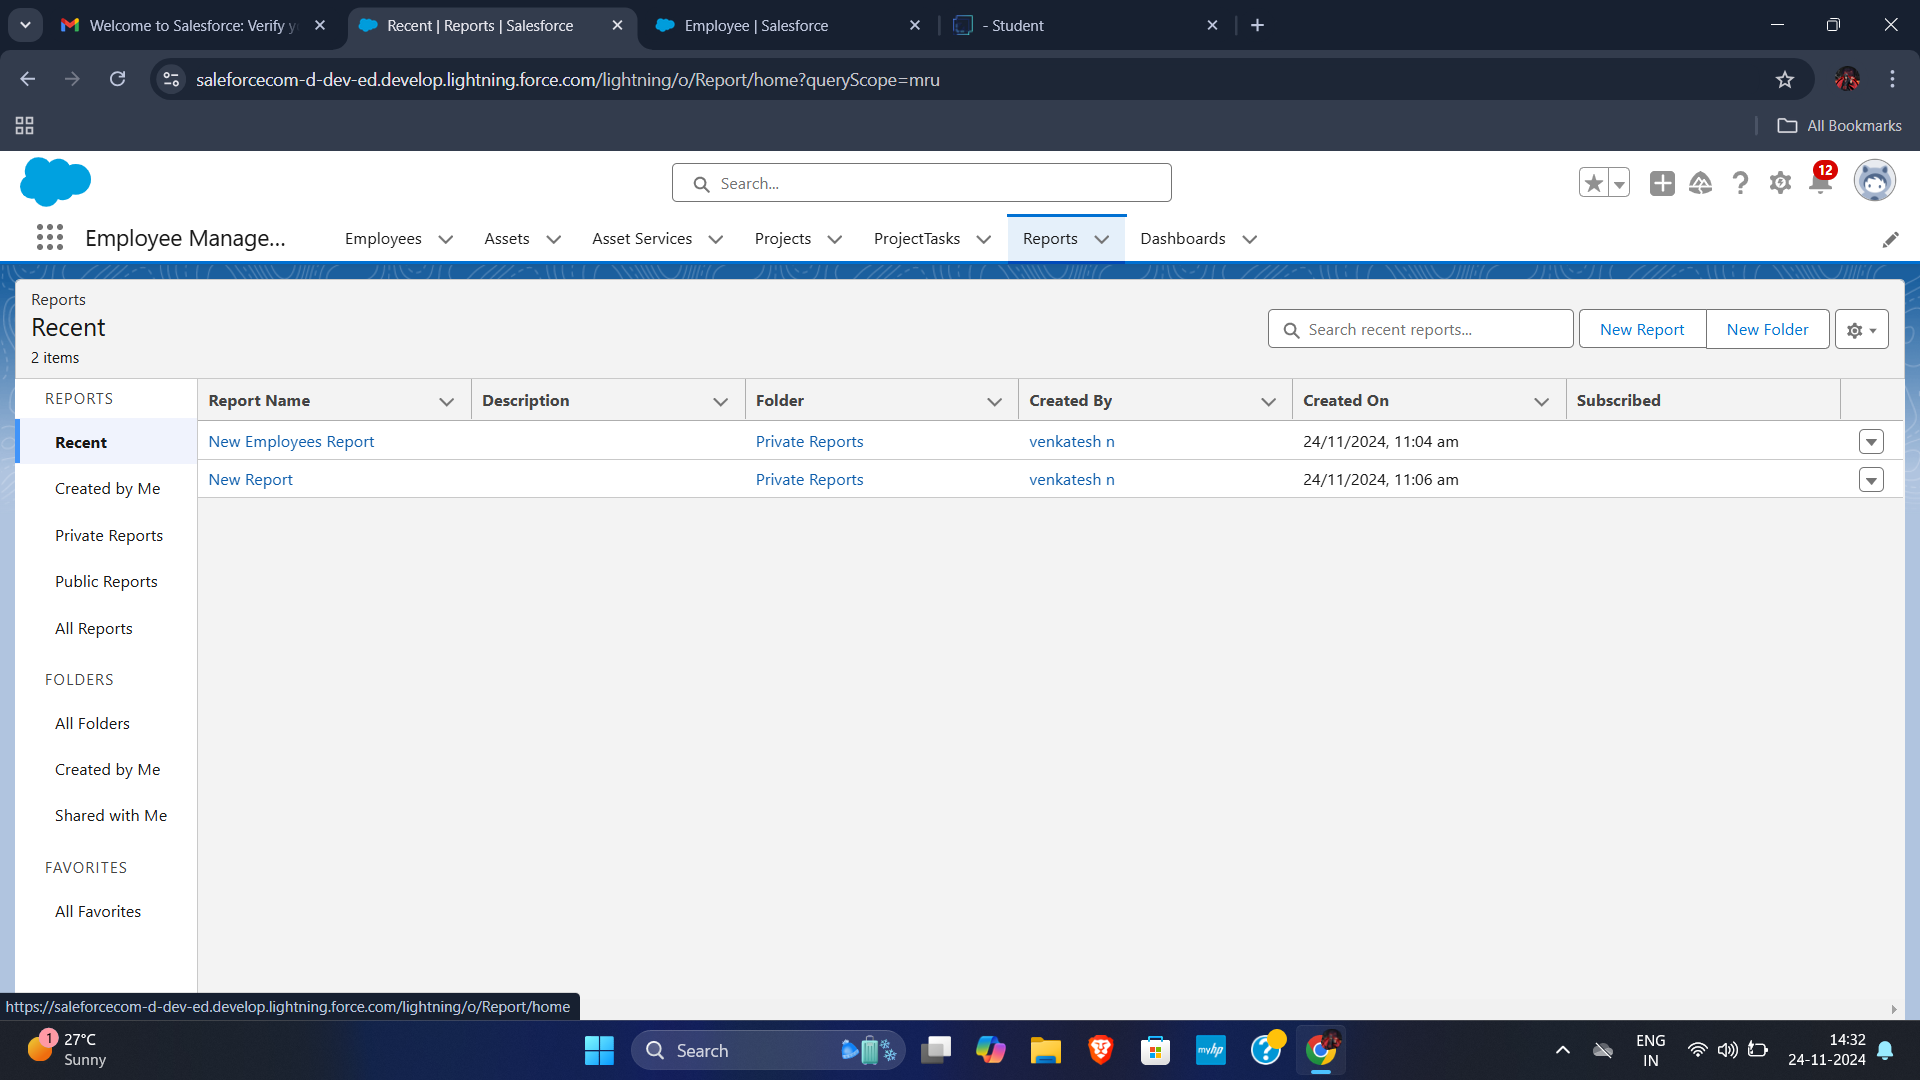 Welcome to Salesforce: Verify y
Recent | Reports | Salesforce
Employee | Salesforce
- Student
saleforcecom-d-dev-ed.develop.lightning.force.com/lightning/o/Report/home?queryScope=mru
All Bookmarks
Search...
12
Employee Manage...
Employees
Assets
Asset Services
Projects
ProjectTasks
Reports
Dashboards
Reports
Recent
2 items
Search recent reports...
New Report
New Folder
REPORTS
Report Name
Description
Folder
Created By
Created On
Subscribed
Recent
New Employees Report
Private Reports
venkatesh n
24/11/2024, 11:04 am
New Report
Private Reports
venkatesh n
24/11/2024, 11:06 am
Created by Me
Private Reports
Public Reports
All Reports
FOLDERS
All Folders
Created by Me
Shared with Me
FAVORITES
All Favorites
https://saleforcecom-d-dev-ed.develop.lightning.force.com/lightning/o/Report/home
1
27°C
Sunny
Search
myhp
ENG
IN
14:32
24-11-2024